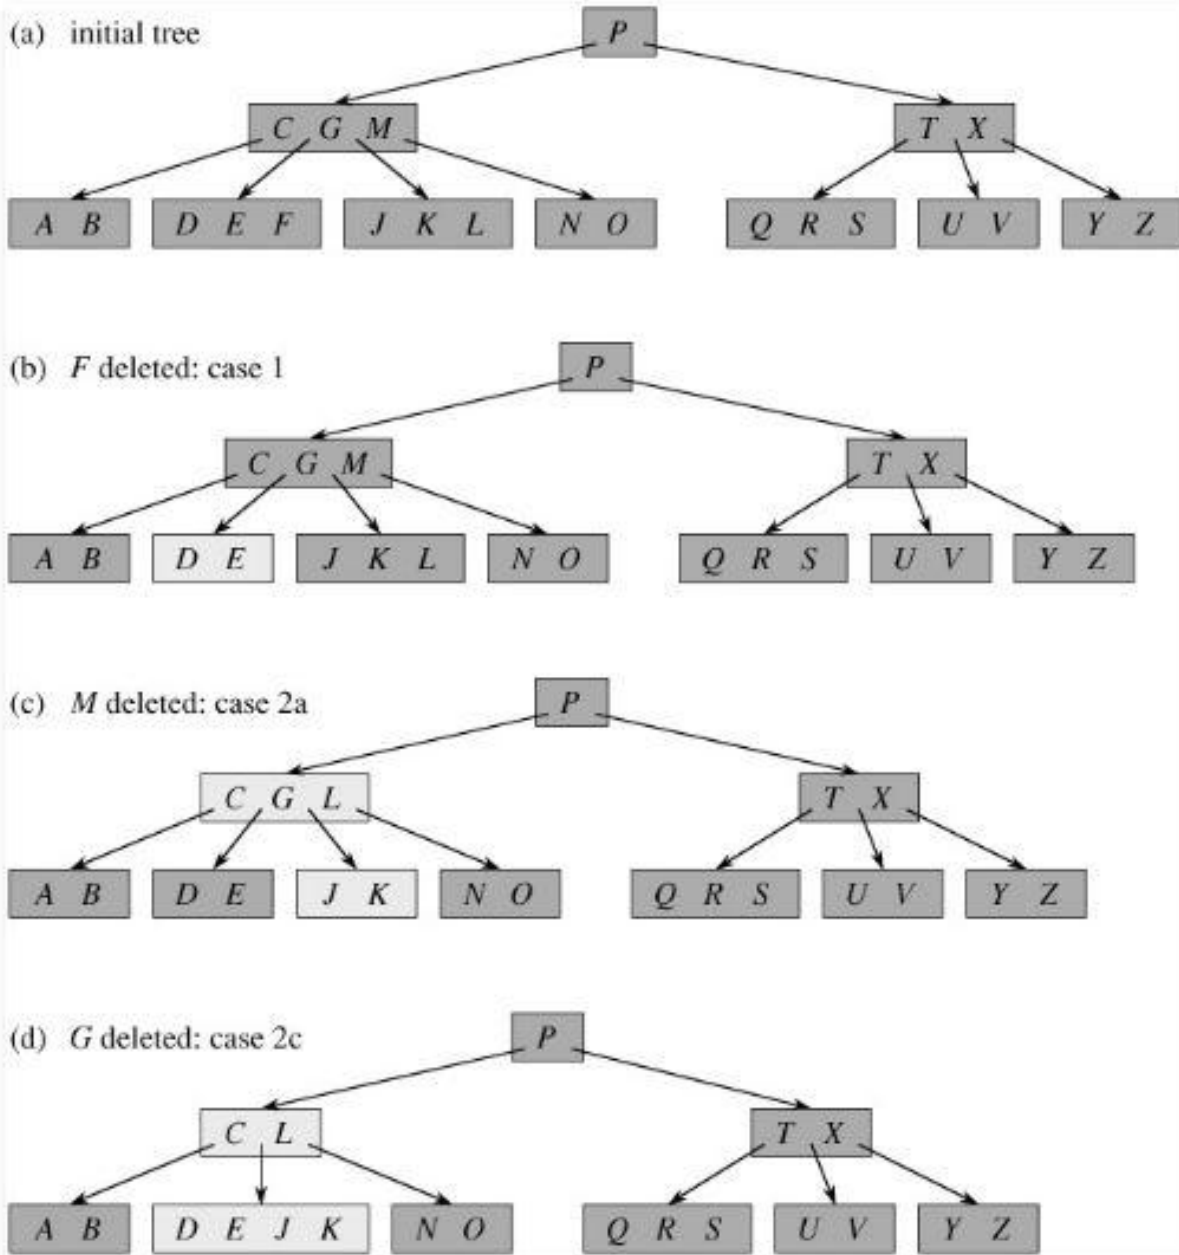 (a) initial tree
P
C G M
T X
A B
D E F
J K L
N O
Q R S
U V
Y Z
(b) F deleted: case 1
P
C G M
T X
A B
D E
J K L
N O
Q R S
U V
Y Z
(c) M deleted: case 2a
P
C G L
T X
A B
D E
J K
N O
Q R S
U V
Y Z
(d) G deleted: case 2c
P
C L
T X
A B
D E J K
N O
Q R S
U V
Y Z